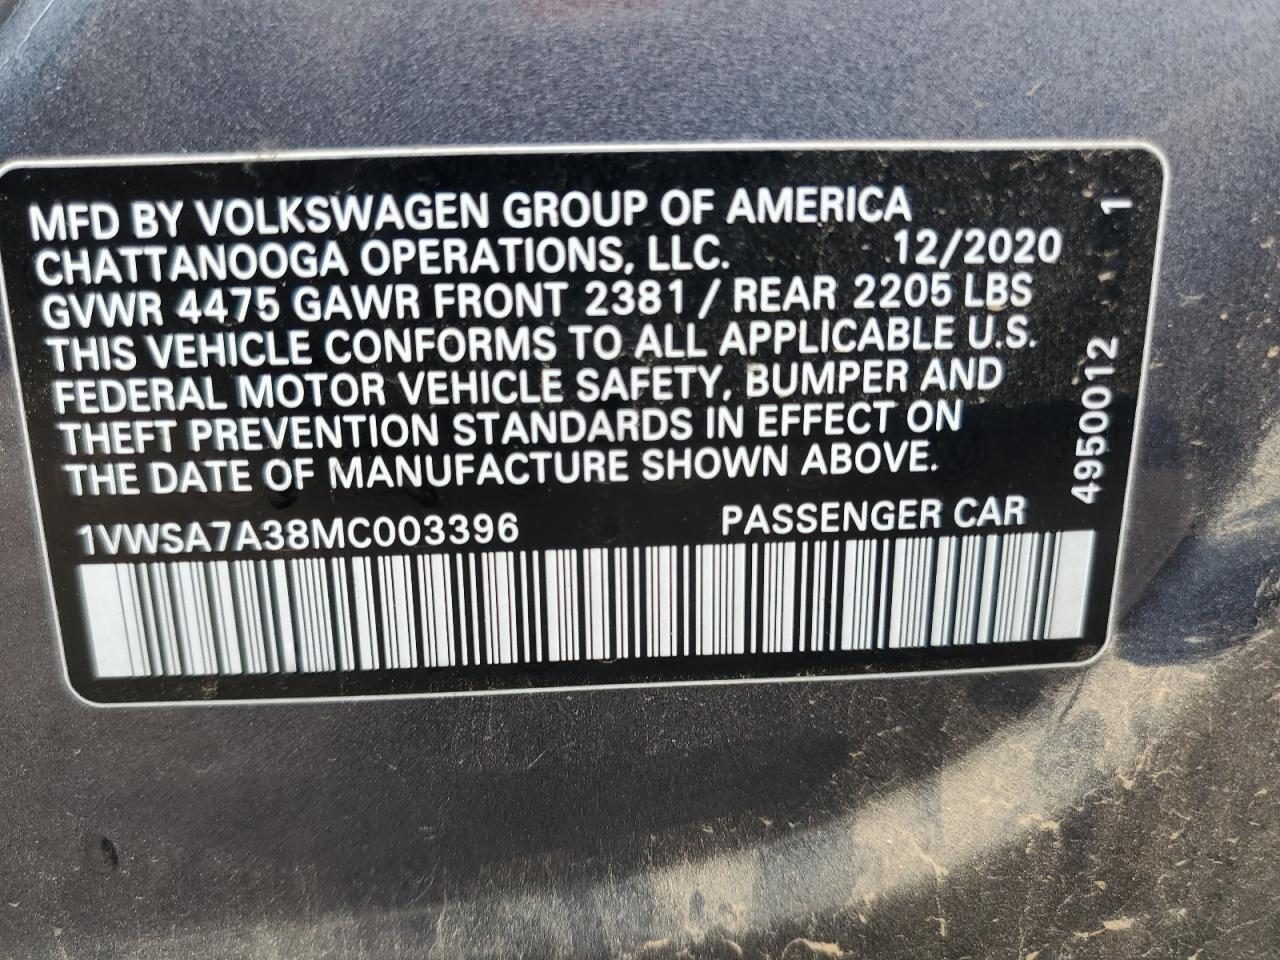 MFD BY VOLKSWAGEN GROUP OF AMERICA
CHATTANOOGA OPERATIONS, LLC. 12/2020
GVWR 4475 GAWR FRONT 2381 / REAR 2205 LBS
THIS VEHICLE CONFORMS TO ALL APPLICABLE U.S.
FEDERAL MOTOR VEHICLE SAFETY, BUMPER AND
THEFT PREVENTION STANDARDS IN EFFECT ON
THE DATE OF MANUFACTURE SHOWN ABOVE.
1VWSA7A38MC003396 PASSENGER CAR
4950012 1